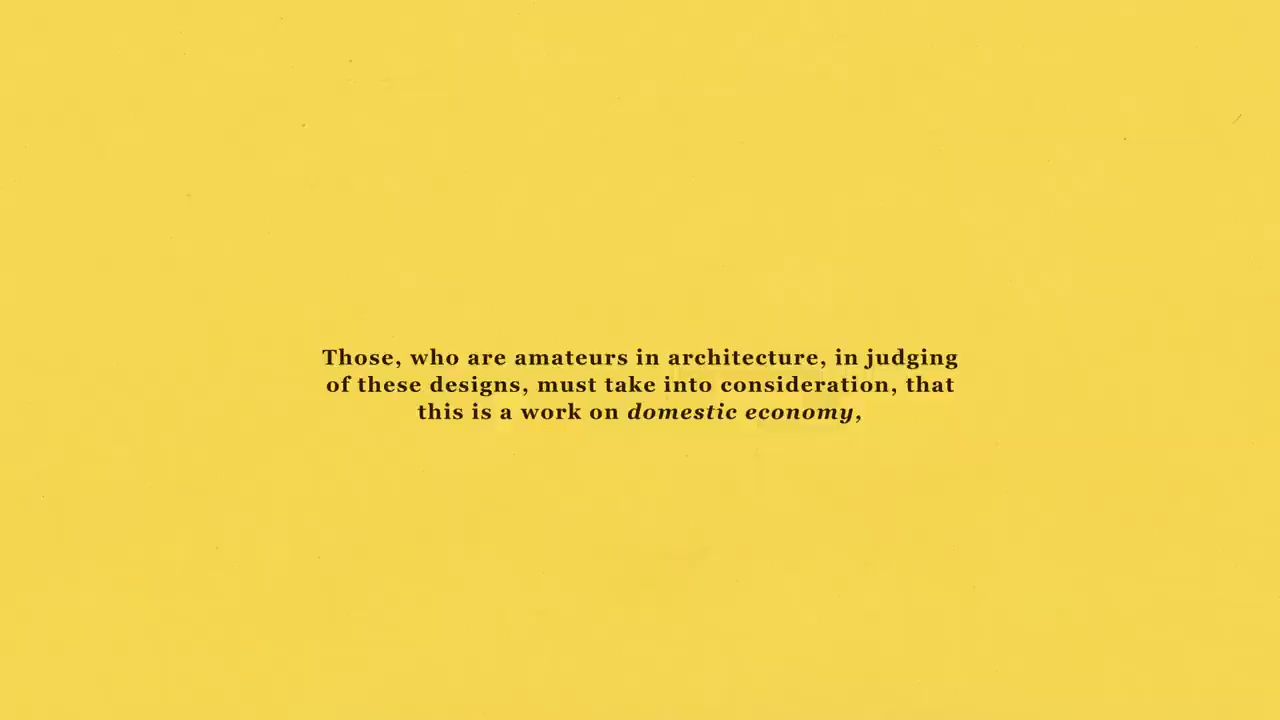 Those, who are amateurs in architecture, in judging
of these designs, must take into consideration, that
this is a work on domestic economy,